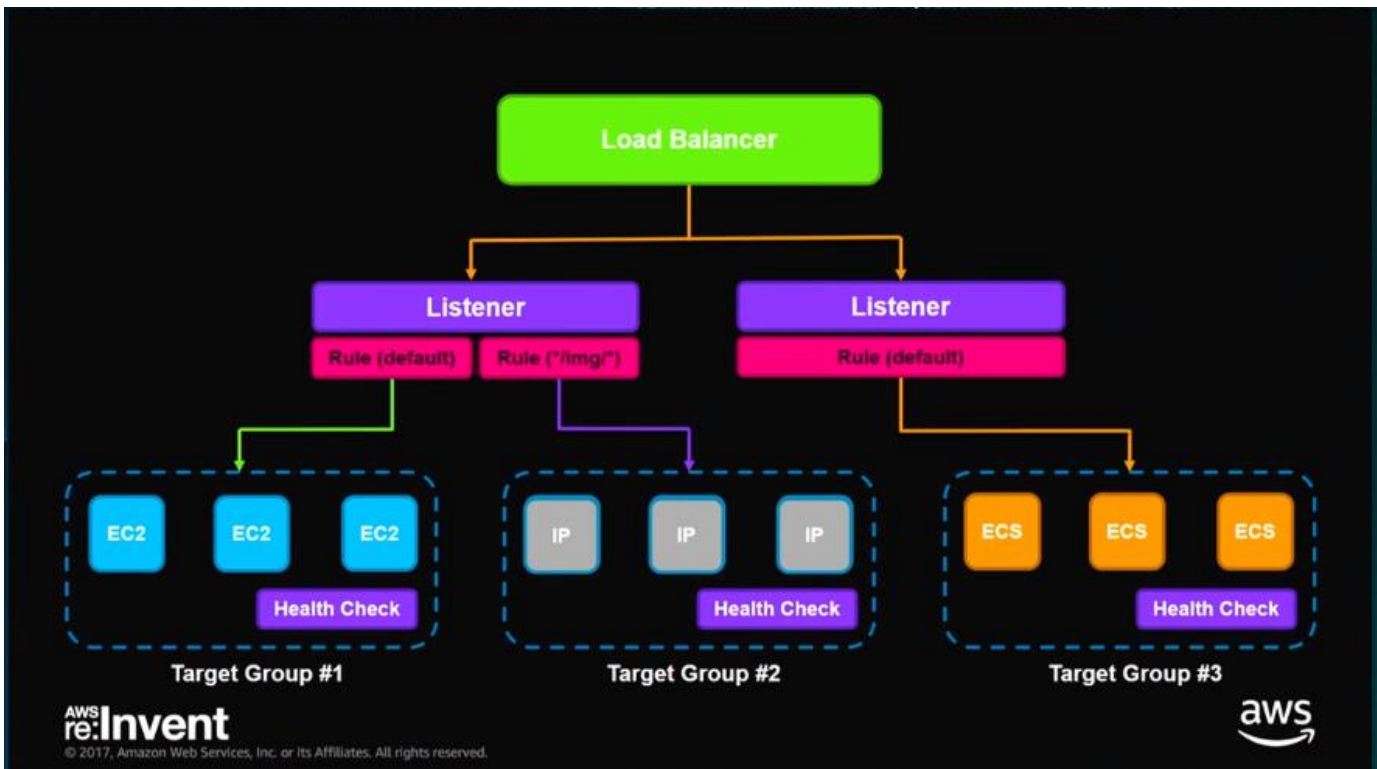 Load Balancer
Listener
Listener
Rule (default)
Rule ("/img/")
Rule (default)
EC2
EC2
EC2
IP
IP
IP
ECS
ECS
ECS
Health Check
Health Check
Health Check
Target Group #1
Target Group #2
Target Group #3
AWS
re:Invent
aws
© 2017, Amazon Web Services, Inc. or its Affiliates. All rights reserved.